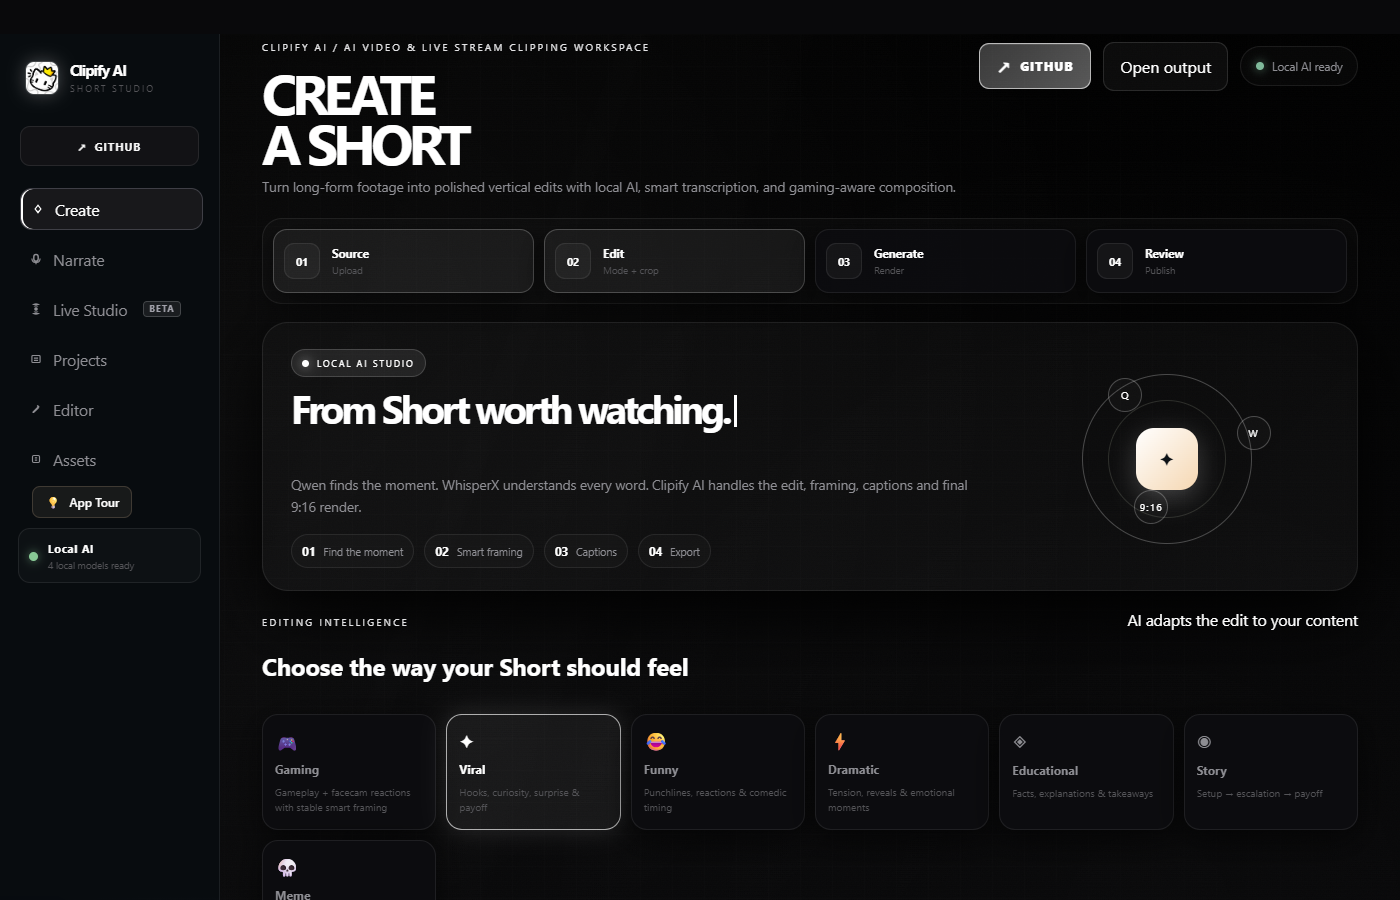 Clipify AI
SHORT STUDIO
↗ GITHUB
Create
Narrate
Live Studio BETA
Projects
Editor
Assets
App Tour
Local AI
4 local models ready
CLIPIFY AI / AI VIDEO & LIVE STREAM CLIPPING WORKSPACE
↗ GITHUB
Open output
Local AI ready
CREATE
A SHORT
Turn long-form footage into polished vertical edits with local AI, smart transcription, and gaming-aware composition.
01 Source
Upload
02 Edit
Mode + crop
03 Generate
Render
04 Review
Publish
LOCAL AI STUDIO
From Short worth watching.|
Qwen finds the moment. WhisperX understands every word. Clipify AI handles the edit, framing, captions and final
9:16 render.
01 Find the moment
02 Smart framing
03 Captions
04 Export
Q
W
9:16
EDITING INTELLIGENCE
AI adapts the edit to your content
Choose the way your Short should feel
Gaming
Gameplay + facecam reactions
with stable smart framing
Viral
Hooks, curiosity, surprise &
payoff
Funny
Punchlines, reactions & comedic
timing
Dramatic
Tension, reveals & emotional
moments
Educational
Facts, explanations & takeaways
Story
Setup → escalation → payoff
Meme